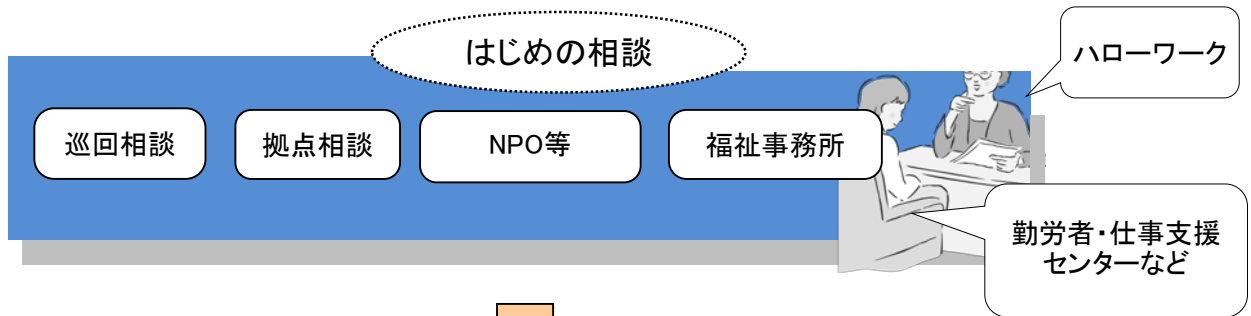 はじめの相談
ハローワーク
巡回相談
拠点相談
NPO等
福祉事務所
勤労者・仕事支援
センターなど